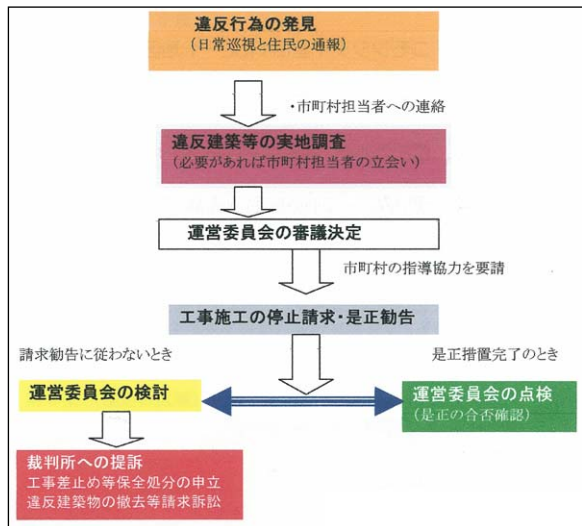 違反行為の発見
(日常巡視と住民の通報)
・市町村担当者への連絡
違反建築等の実地調査
(必要があれば市町村担当者の立会い)
運営委員会の審議決定
市町村の指導協力を要請
工事施工の停止請求・是正勧告
請求勧告に従わないとき
是正措置完了のとき
運営委員会の検討
運営委員会の点検
(是正の合否確認)
裁判所への提訴
工事差止め等保全処分の申立
違反建築物の撤去等請求訴訟